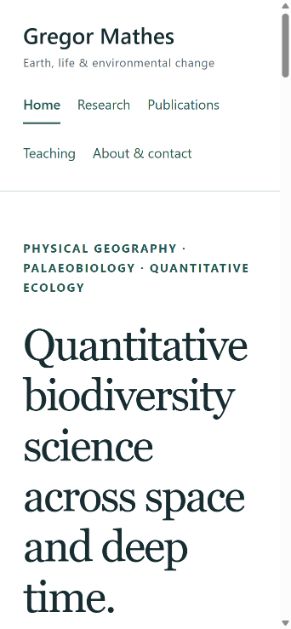 Gregor Mathes
Earth, life & environmental change
Home Research Publications
Teaching About & contact
PHYSICAL GEOGRAPHY ·
PALAEOBIOLOGY · QUANTITATIVE
ECOLOGY
Quantitative
biodiversity
science
across space
and deep
time.